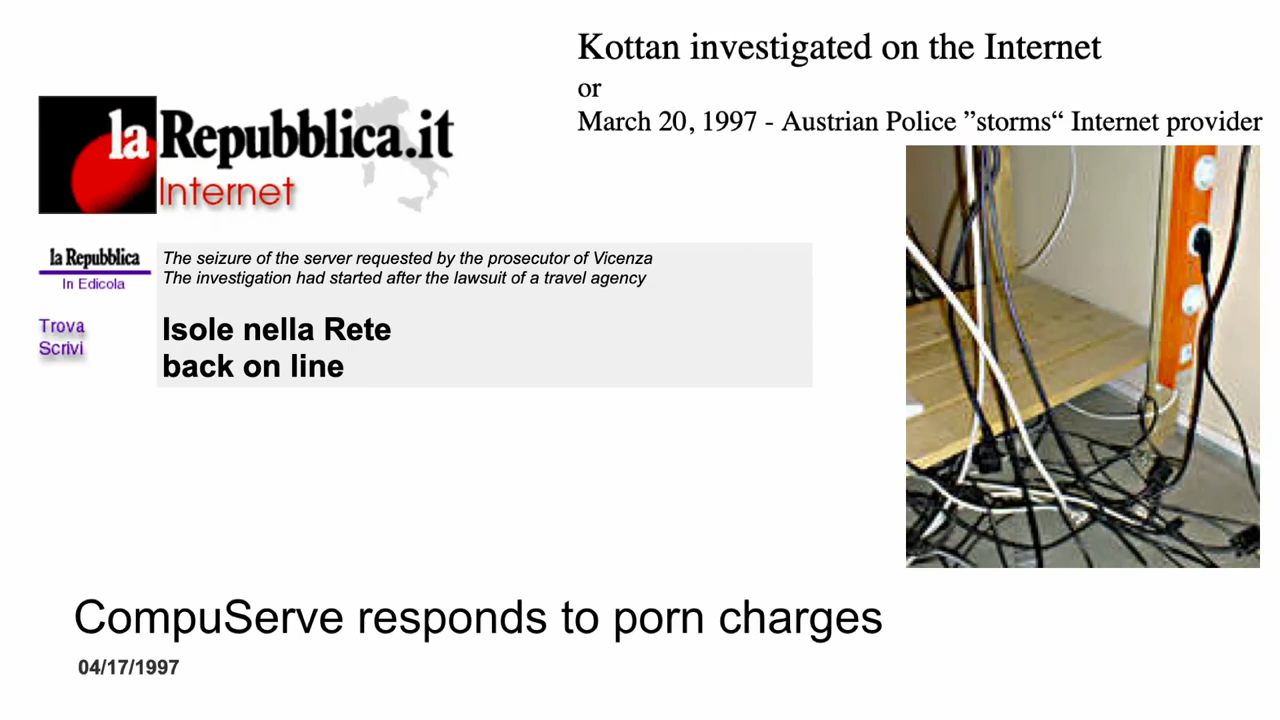 Kottan investigated on the Internet
or
March 20, 1997 - Austrian Police ”storms“ Internet provider
la Repubblica.it
Internet
la Repubblica
In Edicola
Trova
Scrivi
The seizure of the server requested by the prosecutor of Vicenza
The investigation had started after the lawsuit of a travel agency
Isole nella Rete
back on line
CompuServe responds to porn charges
04/17/1997